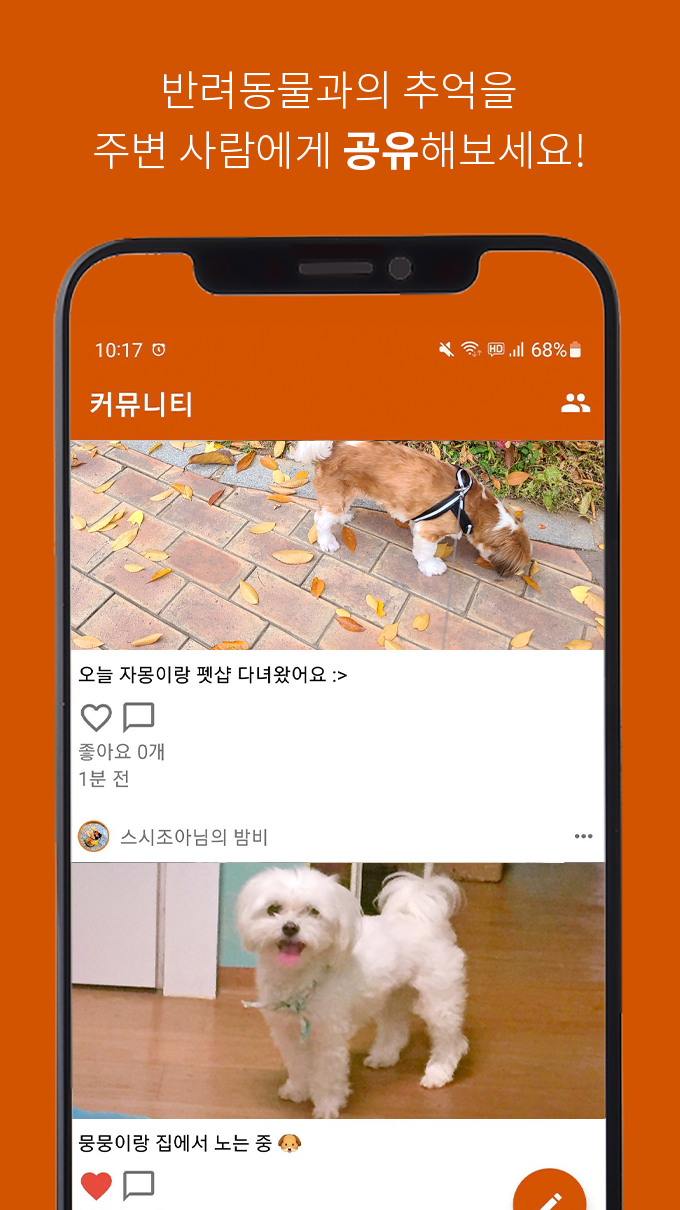 반려동물과의 추억을
주변 사람에게 공유해보세요!
10:17 HD 68%
커뮤니티
오늘 자몽이랑 펫샵 다녀왔어요 :>
좋아요 0개
1분 전
스시조아님의 밤비
뭉뭉이랑 집에서 노는 중 🐶